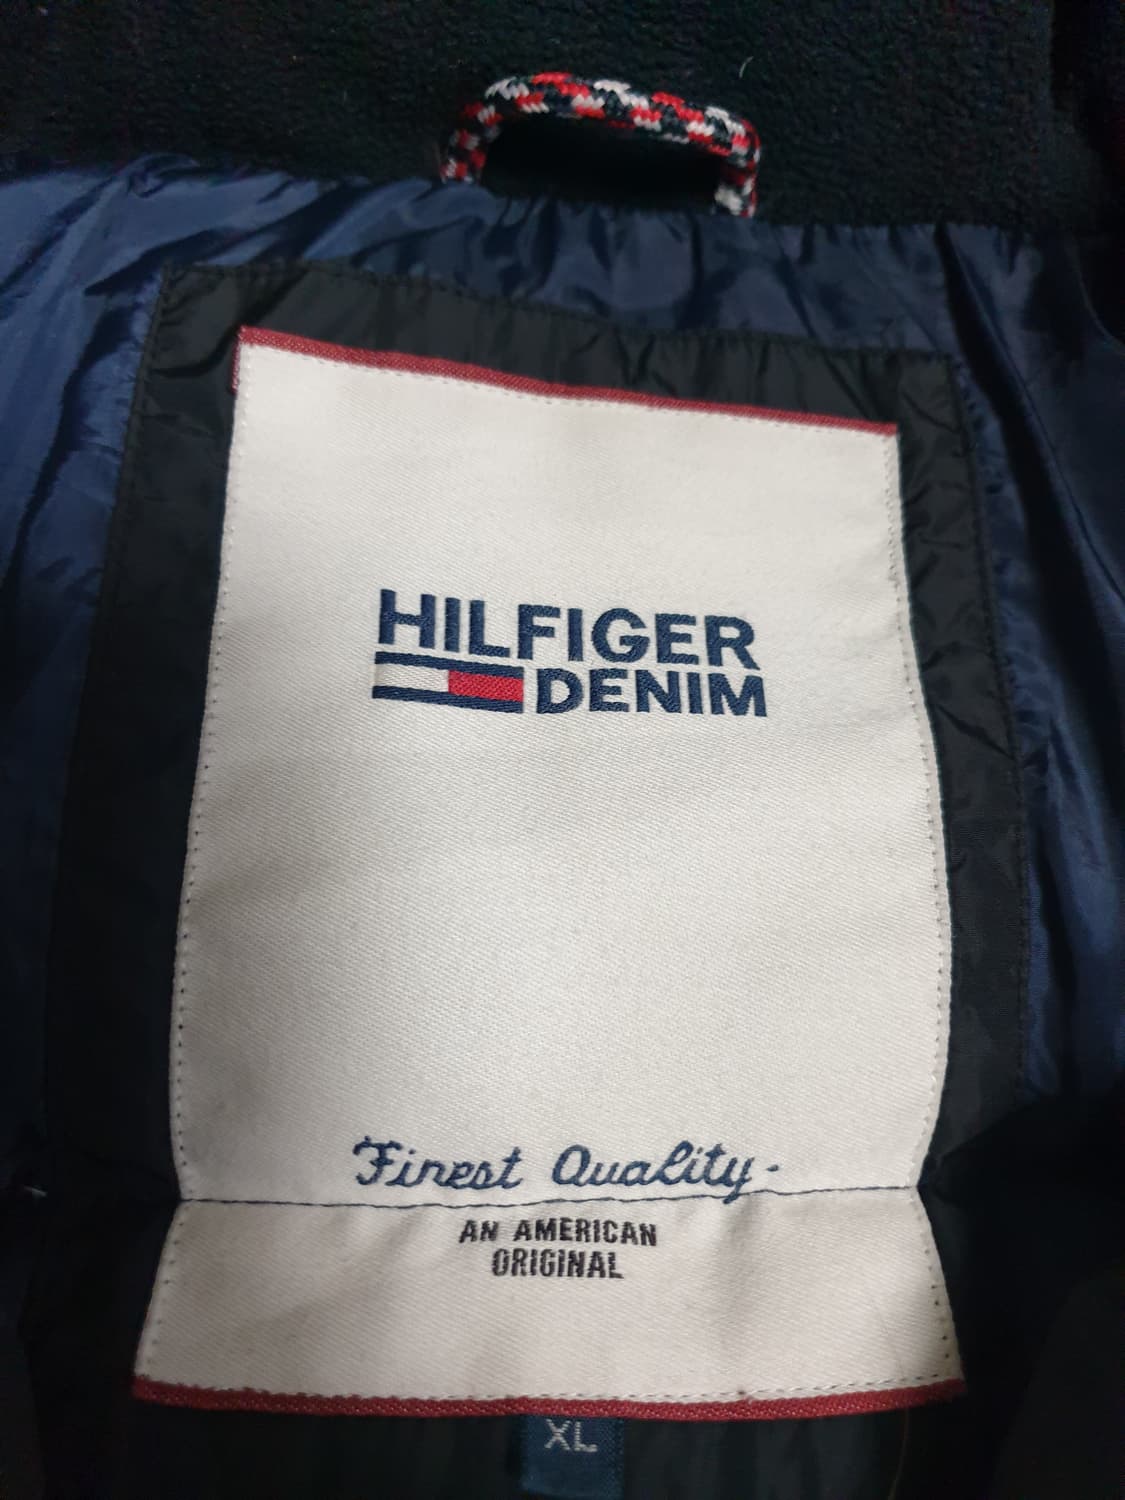 HILFIGER
DENIM
Finest Quality-
AN AMERICAN
ORIGINAL
XL